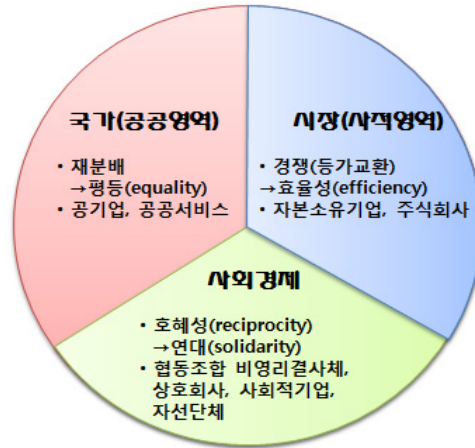 국가(공공영역)
• 재분배
→평등(equality)
• 공기업, 공공서비스
시장(사적영역)
• 경쟁(등가교환)
→효율성(efficiency)
• 자본소유기업, 주식회사
사회경제
• 호혜성(reciprocity)
→연대(solidarity)
• 협동조합 비영리결사체,
상호회사, 사회적기업,
자선단체